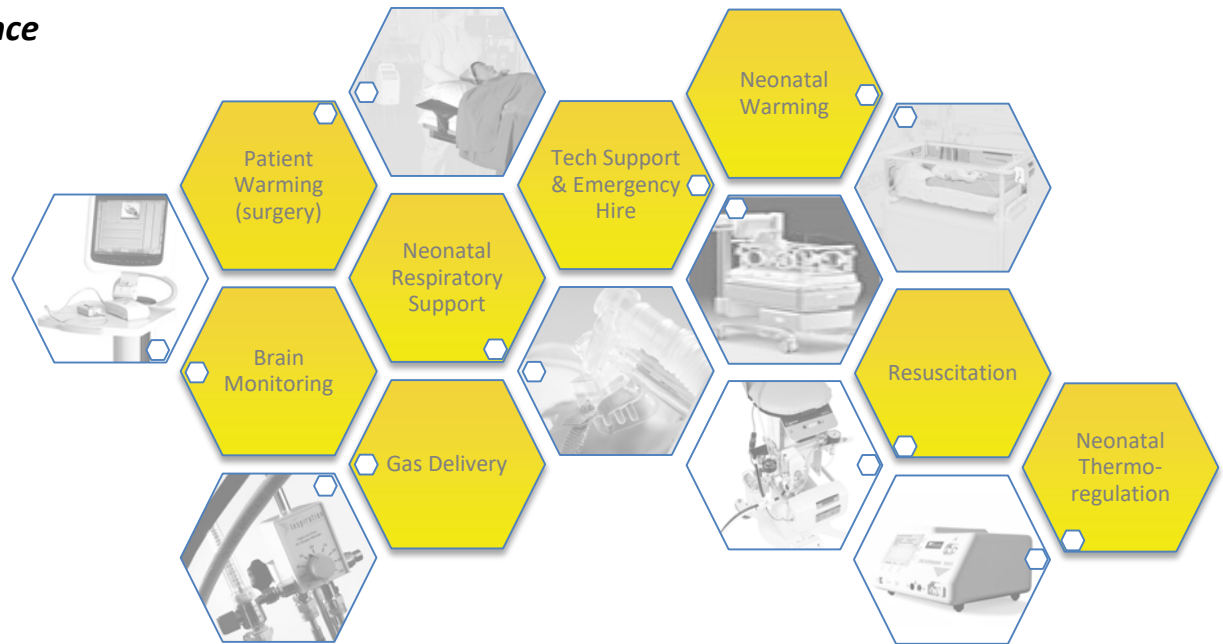 nce
Neonatal
Warming
Patient
Warming
(surgery)
Tech Support
& Emergency
Hire
Neonatal
Respiratory
Support
Brain
Monitoring
Resuscitation
Gas Delivery
Neonatal
Thermo-
regulation
inspiration